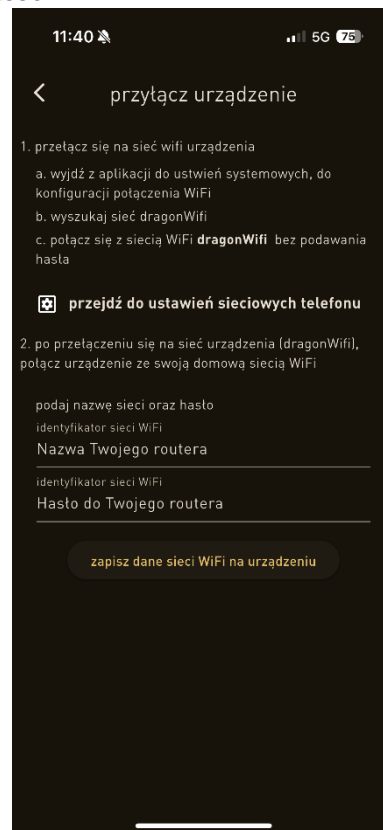 11:40
5G 75
przyłącz urządzenie
1. przełącz się na sieć wifi urządzenia
a. wyjdź z aplikacji do ustwień systemowych, do
konfiguracji połączenia WiFi
b. wyszukaj sieć dragonWifi
c. połącz się z siecią WiFi dragonWifi bez podawania
hasła
przejdź do ustawień sieciowych telefonu
2. po przełączeniu się na sieć urządzenia (dragonWifi),
połącz urządzenie ze swoją domową siecią WiFi
podaj nazwę sieci oraz hasło
identyfikator sieci WiFi
Nazwa Twojego routera
identyfikator sieci WiFi
Hasło do Twojego routera
zapisz dane sieci WiFi na urządzeniu